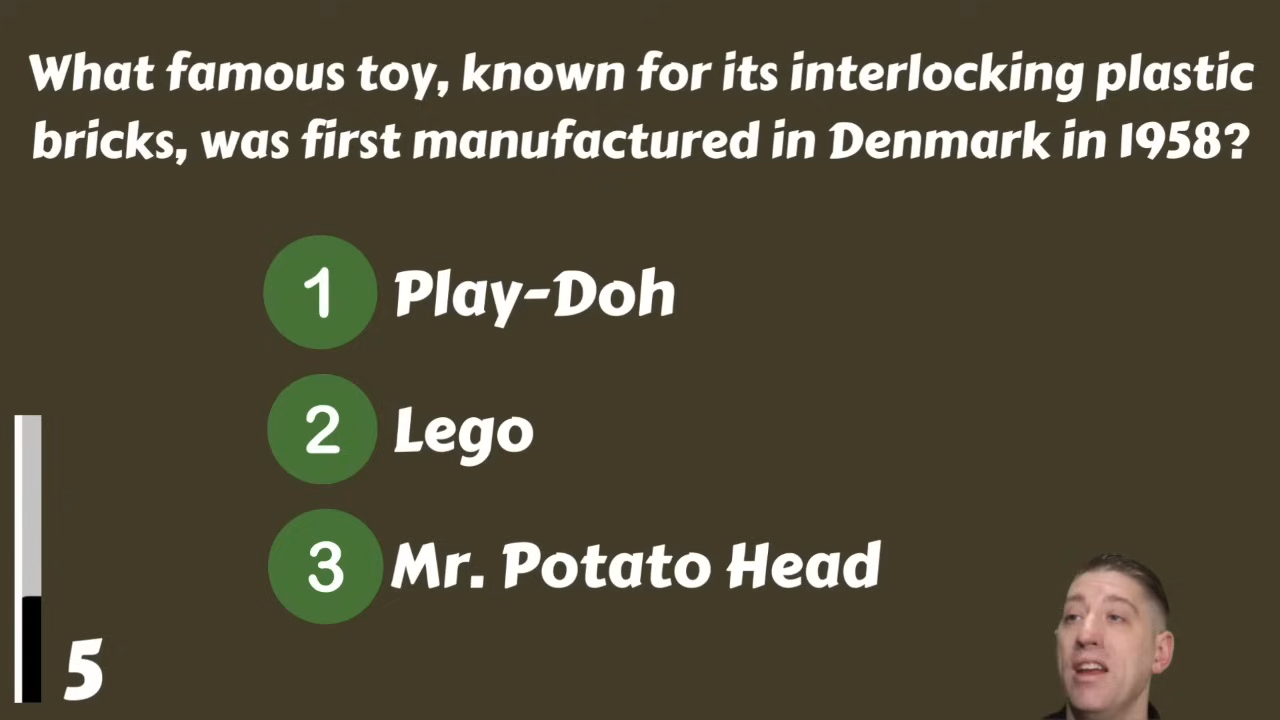 What famous toy, known for its interlocking plastic
bricks, was first manufactured in Denmark in 1958?
1 Play-Doh
2 Lego
3 Mr. Potato Head
5